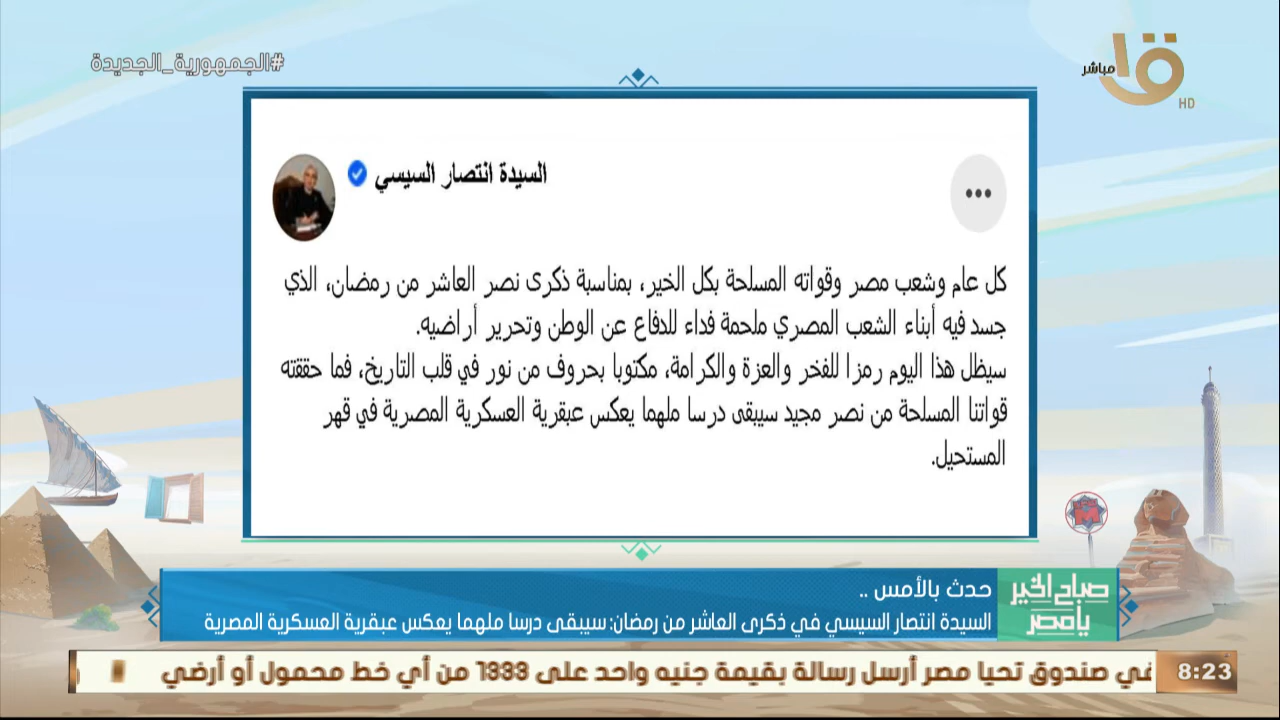 #الجمهورية_الجديدة
مباشر
HD
السيدة انتصار السيسي
كل عام وشعب مصر وقواته المسلحة بكل الخير، بمناسبة ذكرى نصر العاشر من رمضان، الذي
جسد فيه أبناء الشعب المصري ملحمة فداء للدفاع عن الوطن وتحرير أراضيه.
سيظل هذا اليوم رمزا للفخر والعزة والكرامة، مكتوبا بحروف من نور في قلب التاريخ، فما حققته
قواتنا المسلحة من نصر مجيد سيبقى درسا ملهما يعكس عبقرية العسكرية المصرية في قهر
المستحيل.
صباح الخير
يا مصر
حدث بالأمس ..
السيدة انتصار السيسي في ذكرى العاشر من رمضان: سيبقى درسا ملهما يعكس عبقرية العسكرية المصرية
8:23
في صندوق تحيا مصر أرسل رسالة بقيمة جنيه واحد على 1333 من أي خط محمول أو أرضي